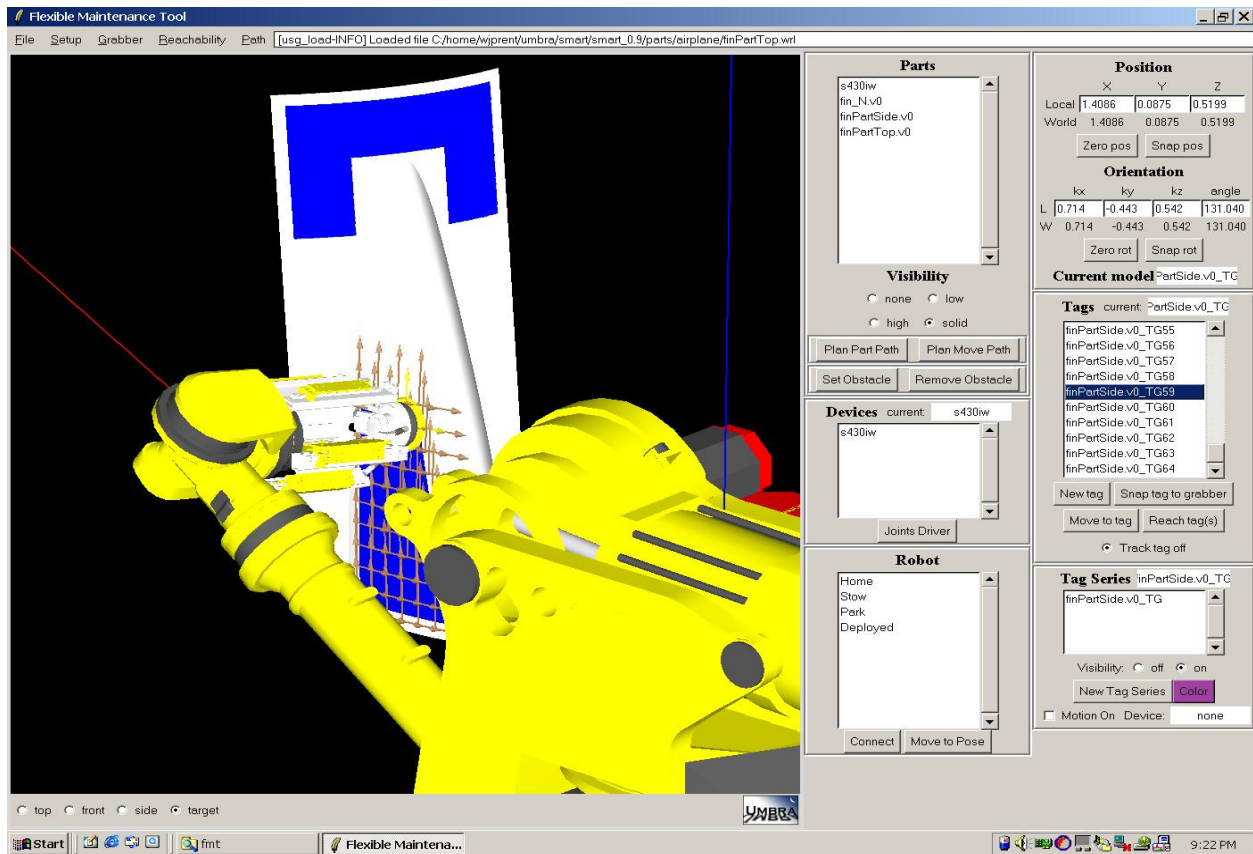 Flexible Maintenance Tool
File Setup Grabber Reachability Path [usg_load-INFO] Loaded file C:/home/wjprent/umbra/smart/smart_0.9/parts/airplane/finPartTop.wrl
Parts
s430iw
fin_N.v0
finPartSide.v0
finPartTop.v0
Visibility
none low
high solid
Plan Part Path Plan Move Path
Set Obstacle Remove Obstacle
Devices current: s430iw
s430iw
Joints Driver
Robot
Home
Stow
Park
Deployed
Connect Move to Pose
Position
X Y Z
Local 1.4086 0.0875 0.5199
World 1.4086 0.0875 0.5199
Zero pos Snap pos
Orientation
kx ky kz angle
L 0.714 -0.443 0.542 131.040
W 0.714 -0.443 0.542 131.040
Zero rot Snap rot
Current model PartSide.v0_TG
Tags current: PartSide.v0_TG
finPartSide.v0_TG55
finPartSide.v0_TG56
finPartSide.v0_TG57
finPartSide.v0_TG58
finPartSide.v0_TG59
finPartSide.v0_TG60
finPartSide.v0_TG61
finPartSide.v0_TG62
finPartSide.v0_TG63
finPartSide.v0_TG64
New tag Snap tag to grabber
Move to tag Reach tag(s)
Track tag off
Tag Series finPartSide.v0_TG
finPartSide.v0_TG
Visibility: off on
New Tag Series Color
Motion On Device: none
top front side target
UMBRA
Start fmt Flexible Maintena... 9:22 PM